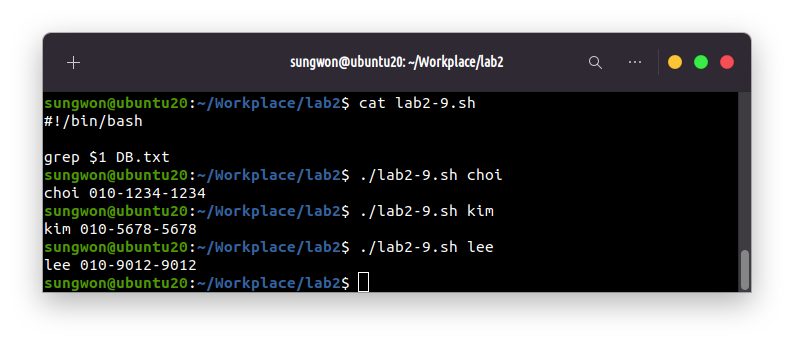 sungwon@ubuntu20: ~/Workplace/lab2
sungwon@ubuntu20:~/Workplace/lab2$ cat lab2-9.sh
#!/bin/bash
grep $1 DB.txt
sungwon@ubuntu20:~/Workplace/lab2$ ./lab2-9.sh choi
choi 010-1234-1234
sungwon@ubuntu20:~/Workplace/lab2$ ./lab2-9.sh kim
kim 010-5678-5678
sungwon@ubuntu20:~/Workplace/lab2$ ./lab2-9.sh lee
lee 010-9012-9012
sungwon@ubuntu20:~/Workplace/lab2$